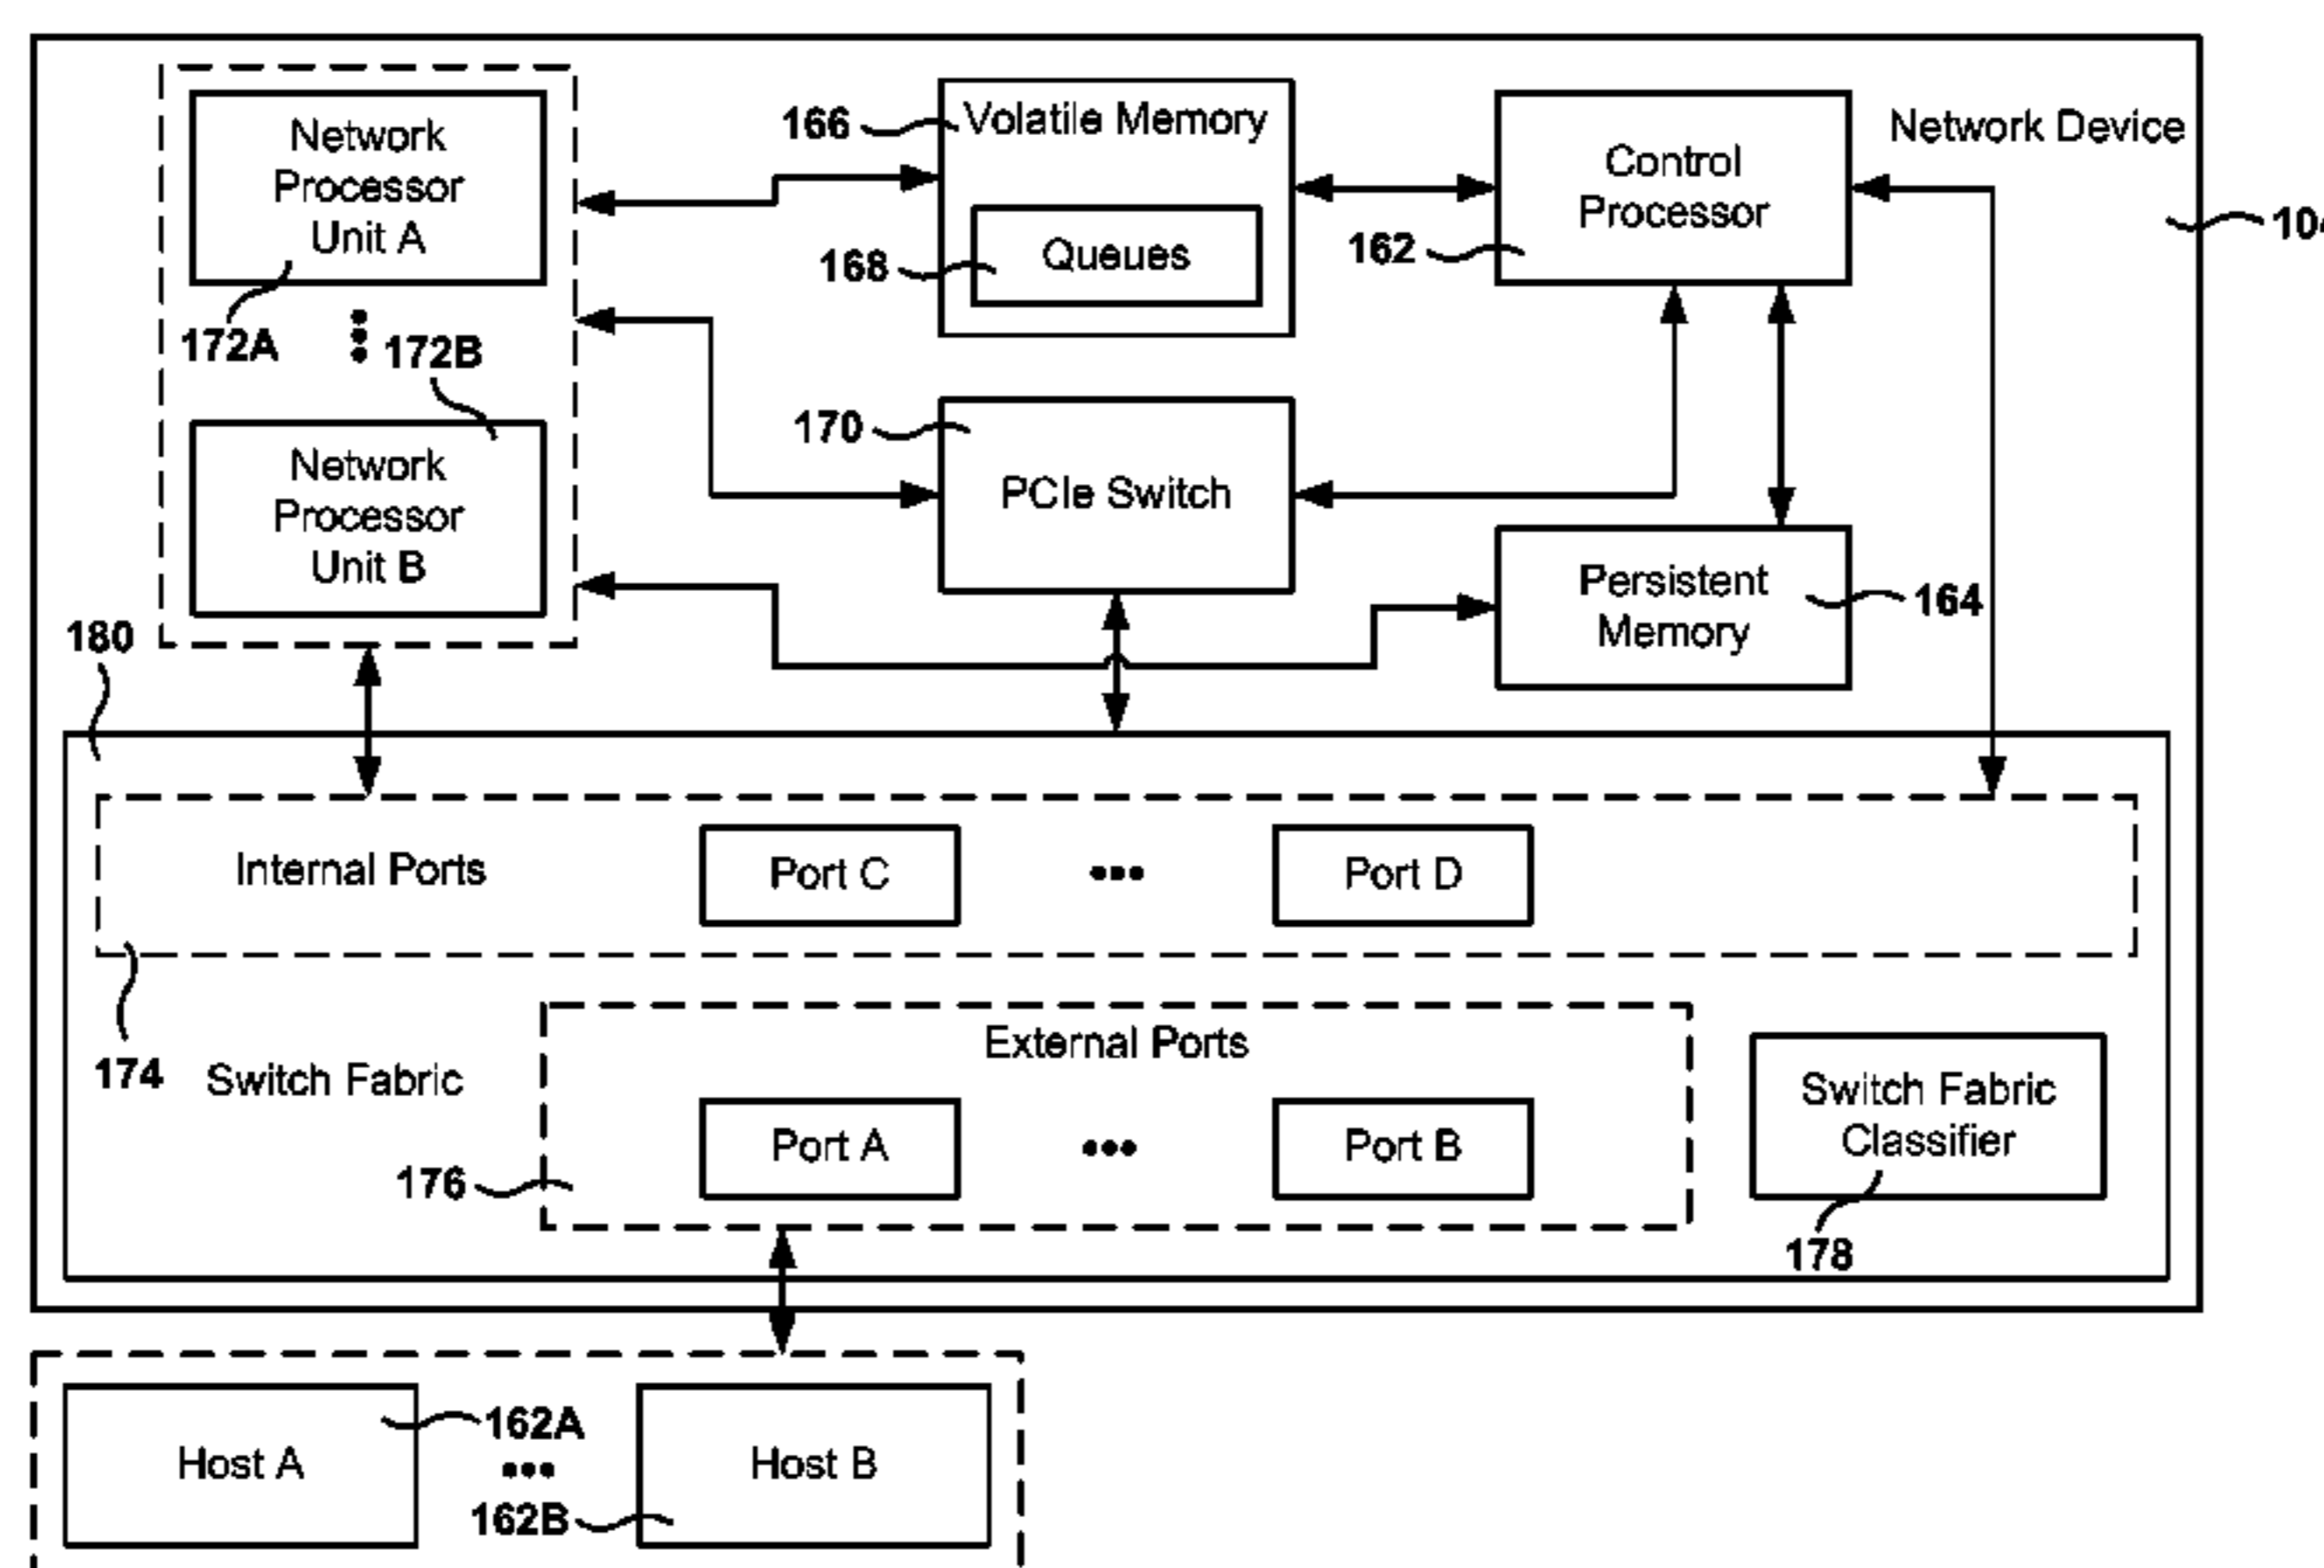 Network
Processor
Unit A
172A
172B
Network
Processor
Unit B
166
Volatile Memory
168
Queues
Control
Processor
162
Network Device
170
PCIe Switch
Persistent
Memory
164
180
Internal Ports
Port C
Port D
174
Switch Fabric
External Ports
176
Port A
Port B
Switch Fabric
Classifier
178
Host A
162A
162B
Host B